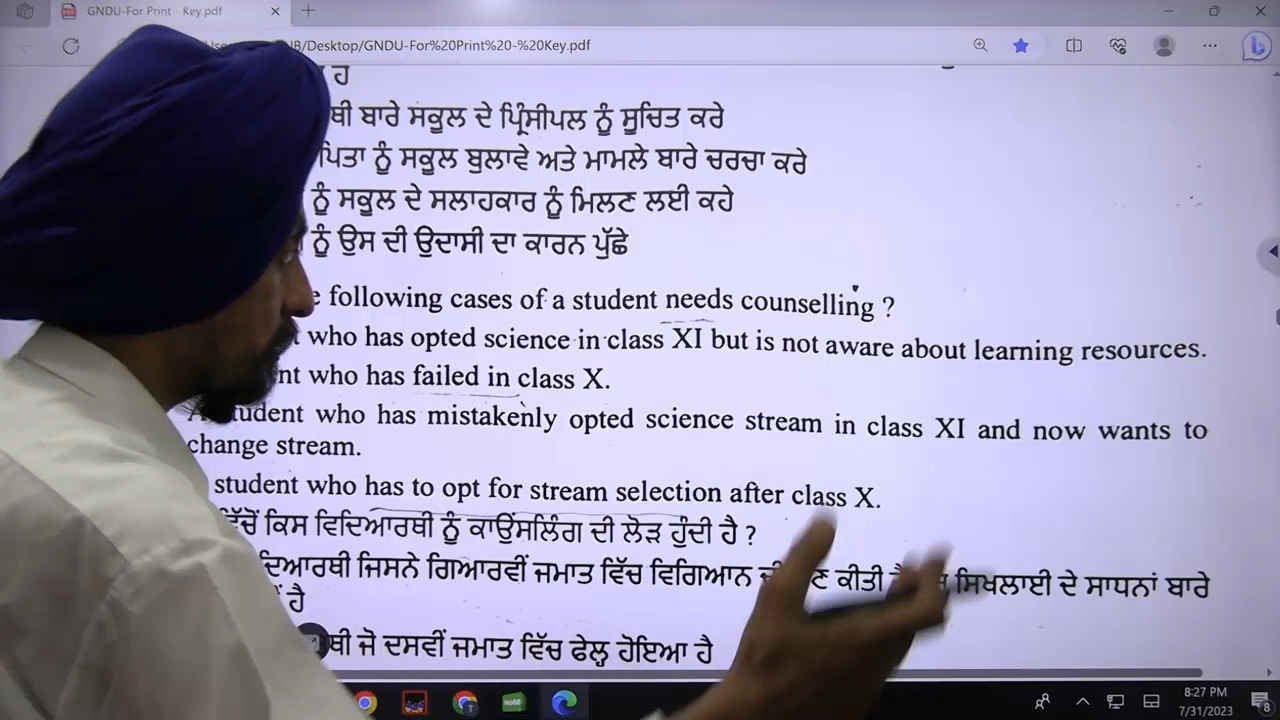 GNDU-For Print - Key.pdf
B/Desktop/GNDU-For%20Print%20-%20Key.pdf
ਹ
ਥੀ ਬਾਰੇ ਸਕੂਲ ਦੇ ਪ੍ਰਿੰਸੀਪਲ ਨੂੰ ਸੂਚਿਤ ਕਰੇ
ਪਿਤਾ ਨੂੰ ਸਕੂਲ ਬੁਲਾਵੇ ਅਤੇ ਮਾਮਲੇ ਬਾਰੇ ਚਰਚਾ ਕਰੇ
ਨੂੰ ਸਕੂਲ ਦੇ ਸਲਾਹਕਾਰ ਨੂੰ ਮਿਲਣ ਲਈ ਕਹੇ
ਨੂੰ ਉਸ ਦੀ ਉਦਾਸੀ ਦਾ ਕਾਰਨ ਪੁੱਛੇ
following cases of a student needs counselling ?
who has opted science in class XI but is not aware about learning resources.
nt who has failed in class X.
A student who has mistakenly opted science stream in class XI and now wants to
change stream.
student who has to opt for stream selection after class X.
ਵਿੱਚੋਂ ਕਿਸ ਵਿਦਿਆਰਥੀ ਨੂੰ ਕਾਉਂਸਲਿੰਗ ਦੀ ਲੋੜ ਹੁੰਦੀ ਹੈ ?
ਦਿਆਰਥੀ ਜਿਸਨੇ ਗਿਆਰਵੀਂ ਜਮਾਤ ਵਿੱਚ ਵਿਗਿਆਨ ਕੀਤੀ ਸਿਖਲਾਈ ਦੇ ਸਾਧਨਾਂ ਬਾਰੇ
ਹੈ
ਥੀ ਜੋ ਦਸਵੀਂ ਜਮਾਤ ਵਿੱਚ ਫੇਲ੍ਹ ਹੋਇਆ ਹੈ
8:27 PM
7/31/2023